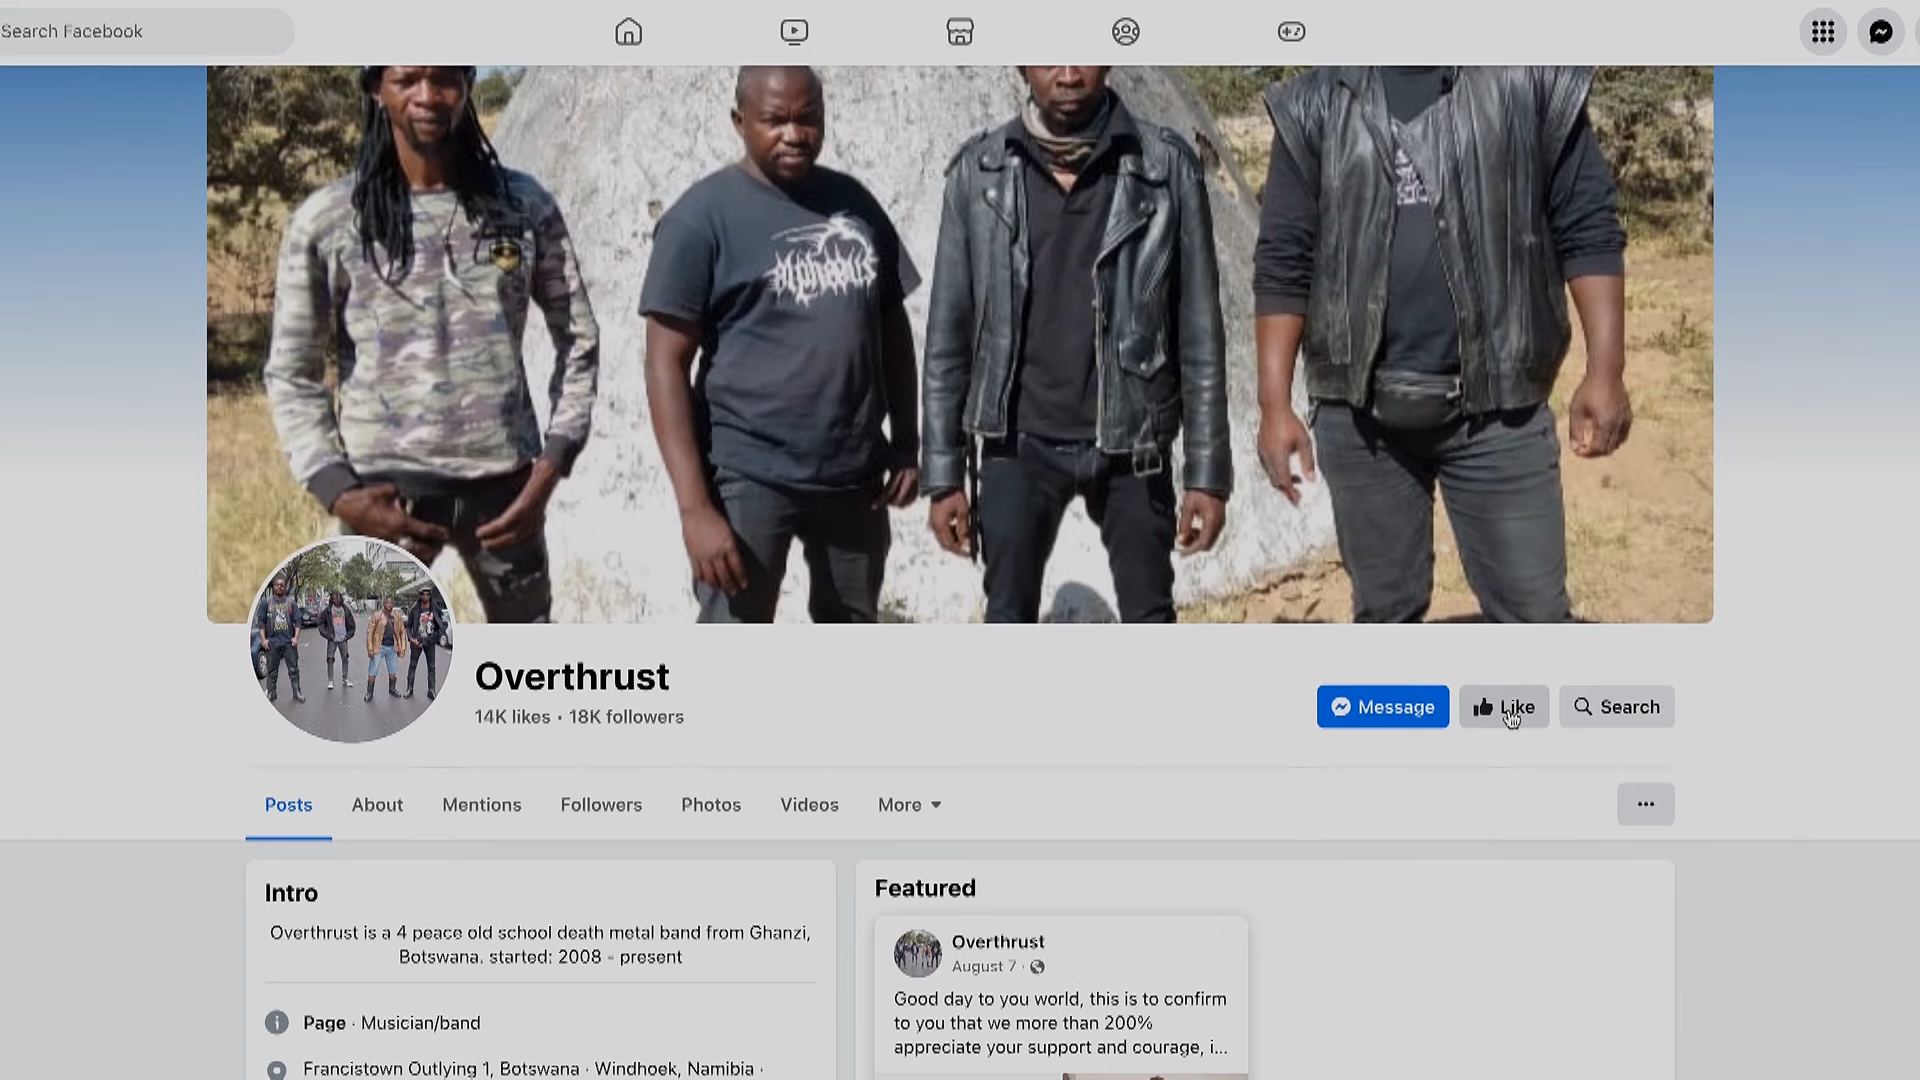 Search Facebook
alphoeus
Overthrust
14K likes · 18K followers
Message
Like
Search
Posts
About
Mentions
Followers
Photos
Videos
More
Intro
Overthrust is a 4 peace old school death metal band from Ghanzi,
Botswana. started: 2008 - present
Page · Musician/band
Francistown Outlying 1, Botswana · Windhoek, Namibia ·
Featured
Overthrust
August 7 ·
Good day to you world, this is to confirm
to you that we more than 200%
appreciate your support and courage, i...